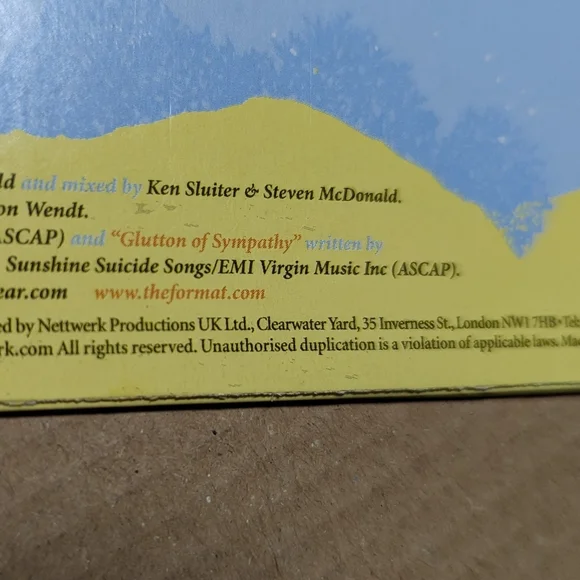 ld and mixed by Ken Sluiter & Steven McDonald.
on Wendt.
ASCAP) and “Glutton of Sympathy” written by
Sunshine Suicide Songs/EMI Virgin Music Inc (ASCAP).
ear.com www.theformat.com
ed by Nettwerk Productions UK Ltd., Clearwater Yard, 35 Inverness St., London NW1 7HB • Tel
rk.com All rights reserved. Unauthorised duplication is a violation of applicable laws. Mad